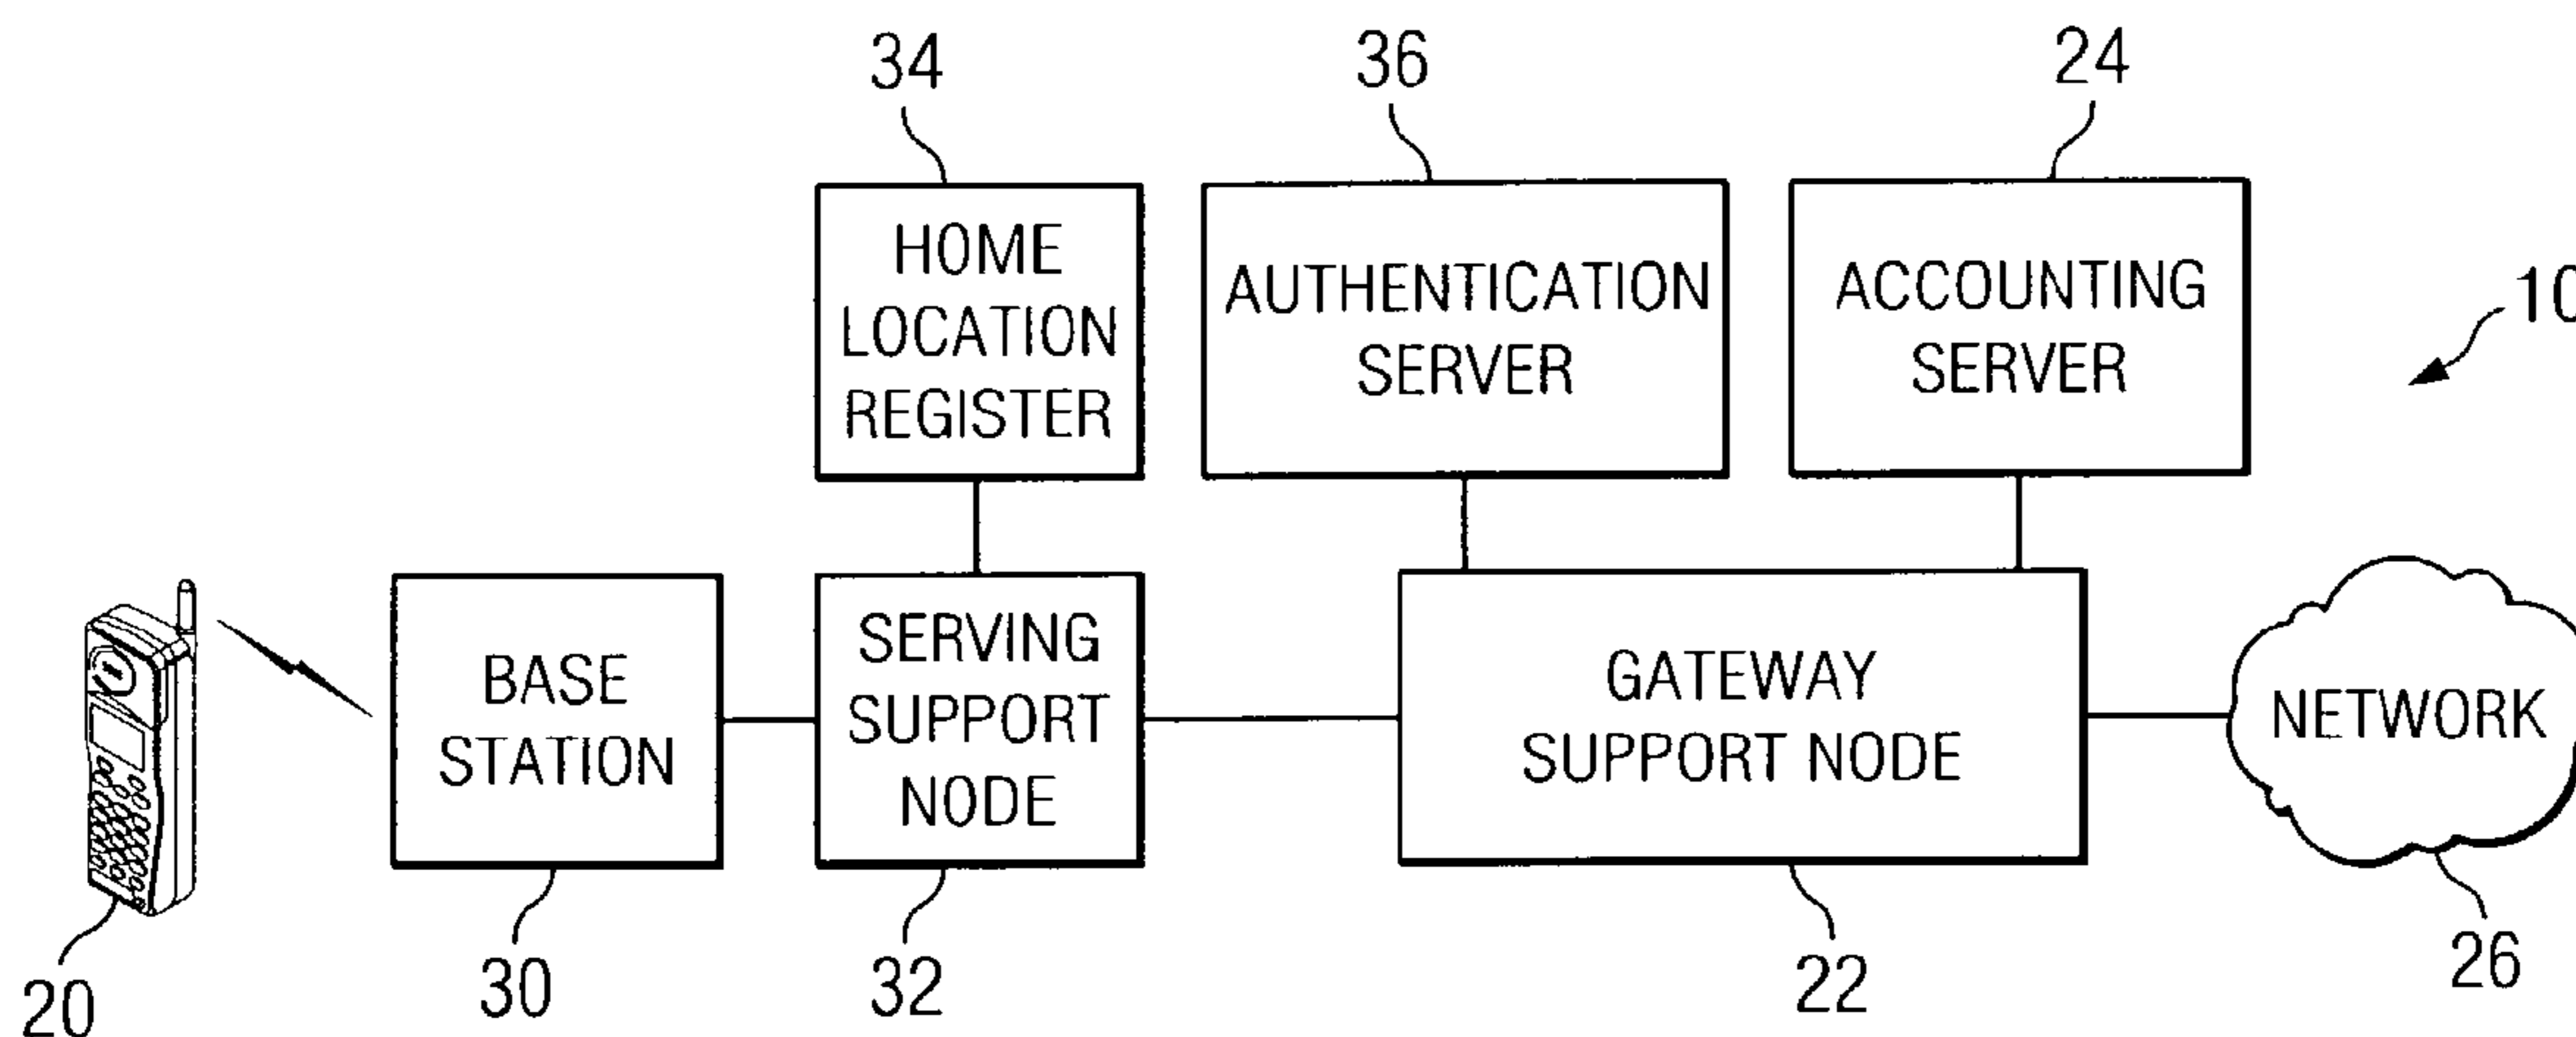 34
36
24
HOME
LOCATION
REGISTER
AUTHENTICATION
SERVER
ACCOUNTING
SERVER
10
BASE
STATION
SERVING
SUPPORT
NODE
GATEWAY
SUPPORT NODE
NETWORK
20
30
32
22
26